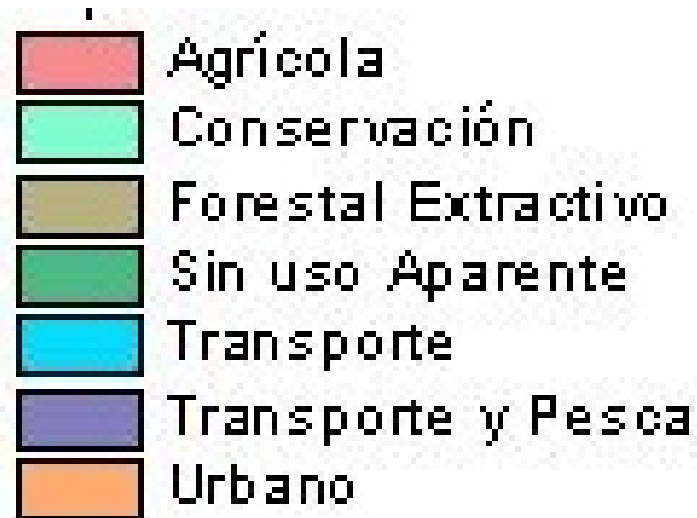 Agrícola
Conservación
Forestal Extractivo
Sin uso Aparente
Transporte
Transporte y Pesca
Urbano